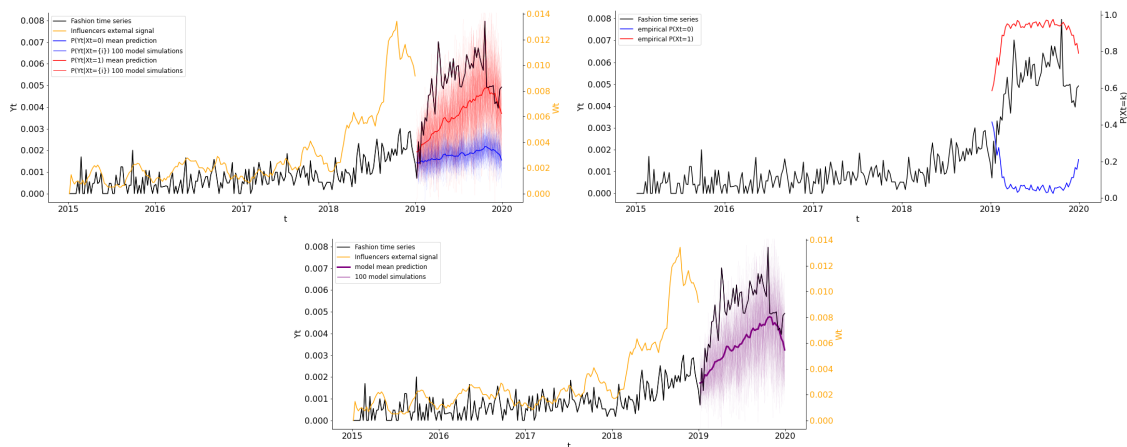 Fashion time series
Influencers external signal
P(Yt|Xt=0) mean prediction
P(Yt|Xt={i}) 100 model simulations
P(Yt|Xt=1) mean prediction
P(Yt|Xt={i}) 100 model simulations
0.008
0.007
0.006
0.005
0.004
0.003
0.002
0.001
0.000
Yt
0.014
0.012
0.010
0.008
0.006
0.004
0.002
0.000
Wt
2015 2016 2017 2018 2019 2020
t
Fashion time series
empirical P(Xt=0)
empirical P(Xt=1)
0.008
0.007
0.006
0.005
0.004
0.003
0.002
0.001
0.000
Yt
1.0
0.8
0.6
0.4
0.2
0.0
P(Xt=k)
2015 2016 2017 2018 2019 2020
t
Fashion time series
Influencers external signal
model mean prediction
100 model simulations
0.008
0.007
0.006
0.005
0.004
0.003
0.002
0.001
0.000
Yt
0.014
0.012
0.010
0.008
0.006
0.004
0.002
0.000
Wt
2015 2016 2017 2018 2019 2020
t